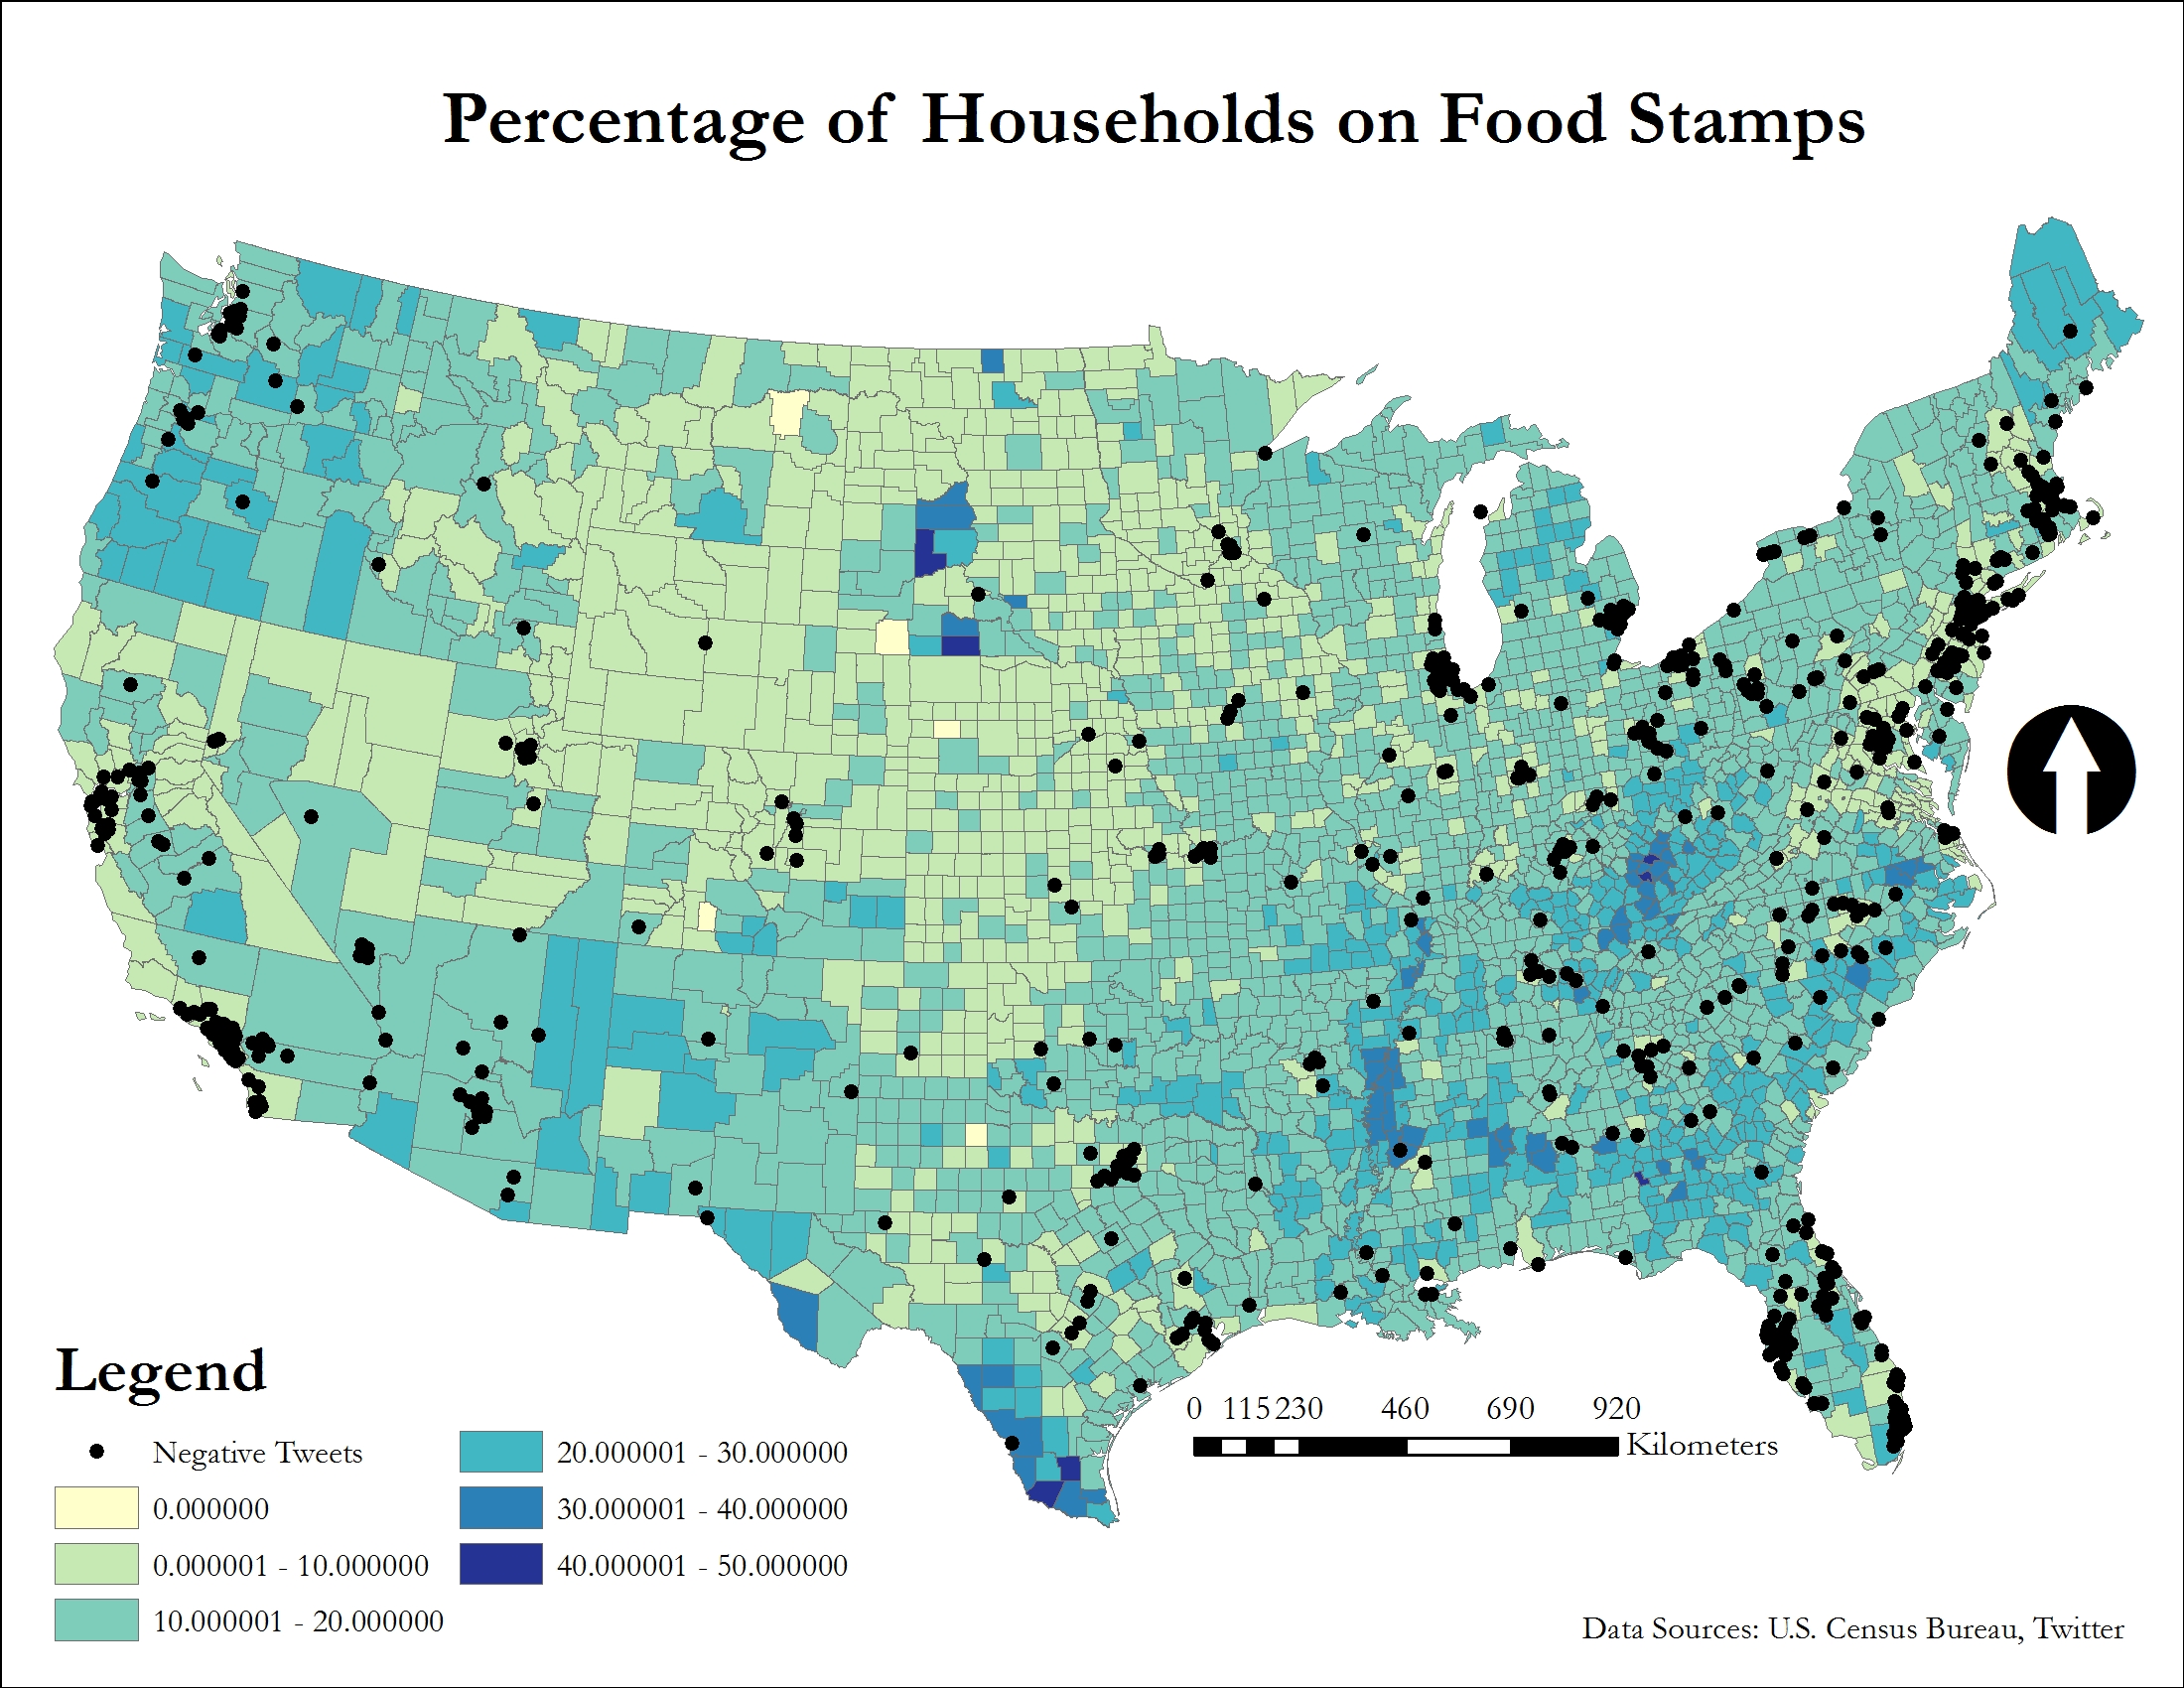 Percentage of Households on Food Stamps
Legend
Negative Tweets
0.000000
0.000001 - 10.000000
10.000001 - 20.000000
20.000001 - 30.000000
30.000001 - 40.000000
40.000001 - 50.000000
0 115 230 460 690 920
Kilometers
Data Sources: U.S. Census Bureau, Twitter